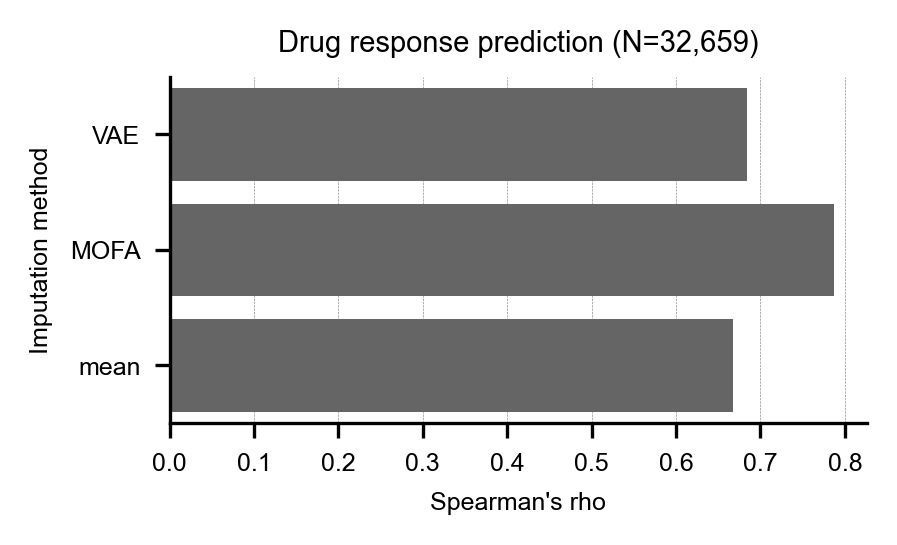 Drug response prediction (N=32,659)
Imputation method
VAE
MOFA
mean
0.0 0.1 0.2 0.3 0.4 0.5 0.6 0.7 0.8
Spearman's rho